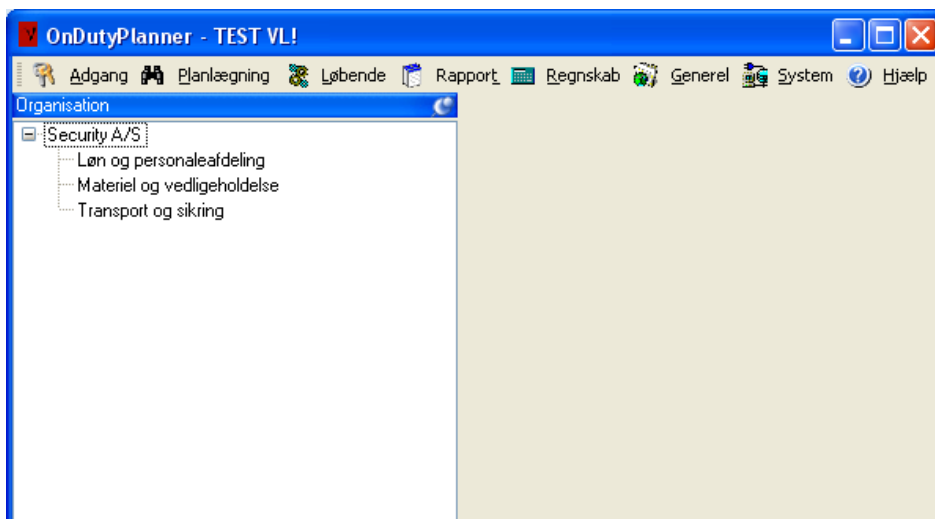 OnDutyPlanner - TEST VL!
Adgang Planlægning Løbende Rapport Regnskab Generel System Hjælp
Organisation
Security A/S
Løn og personaleafdeling
Materiel og vedligeholdelse
Transport og sikring